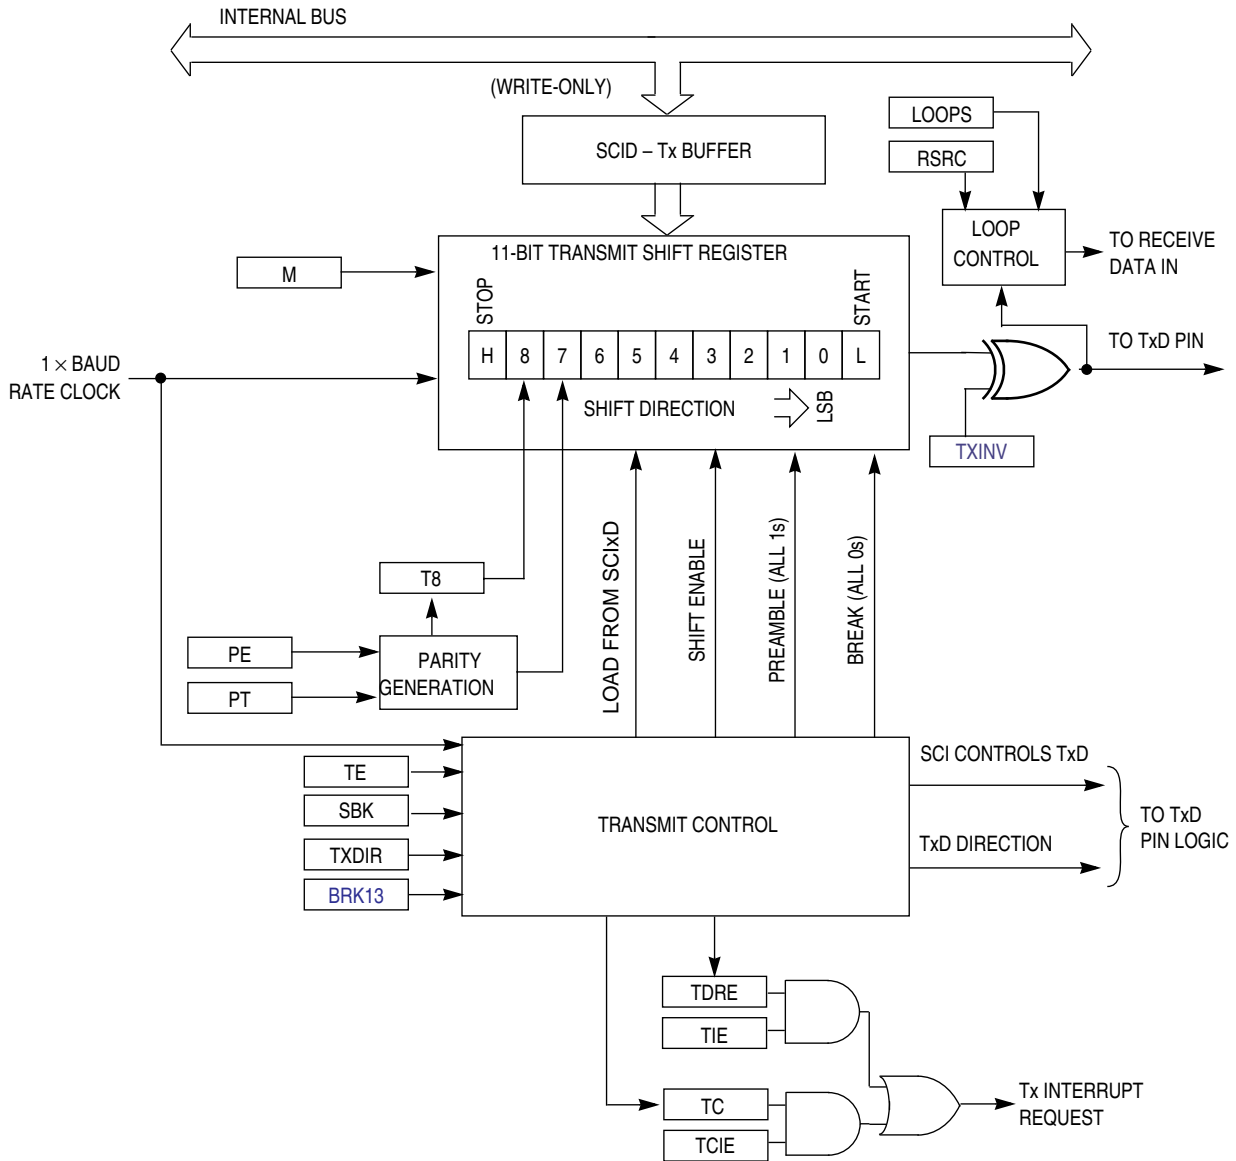 INTERNAL BUS
(WRITE-ONLY)
SCID – Tx BUFFER
LOOPS
RSRC
LOOP
CONTROL
TO RECEIVE
DATA IN
11-BIT TRANSMIT SHIFT REGISTER
M
STOP
START
H 8 7 6 5 4 3 2 1 0 L
1 × BAUD
RATE CLOCK
SHIFT DIRECTION
LSB
TO TxD PIN
TXINV
LOAD FROM SCIxD
SHIFT ENABLE
PREAMBLE (ALL 1s)
BREAK (ALL 0s)
T8
PE
PT
PARITY
GENERATION
TE
SBK
TXDIR
BRK13
TRANSMIT CONTROL
SCI CONTROLS TxD
TxD DIRECTION
TO TxD
PIN LOGIC
TDRE
TIE
TC
TCIE
Tx INTERRUPT
REQUEST